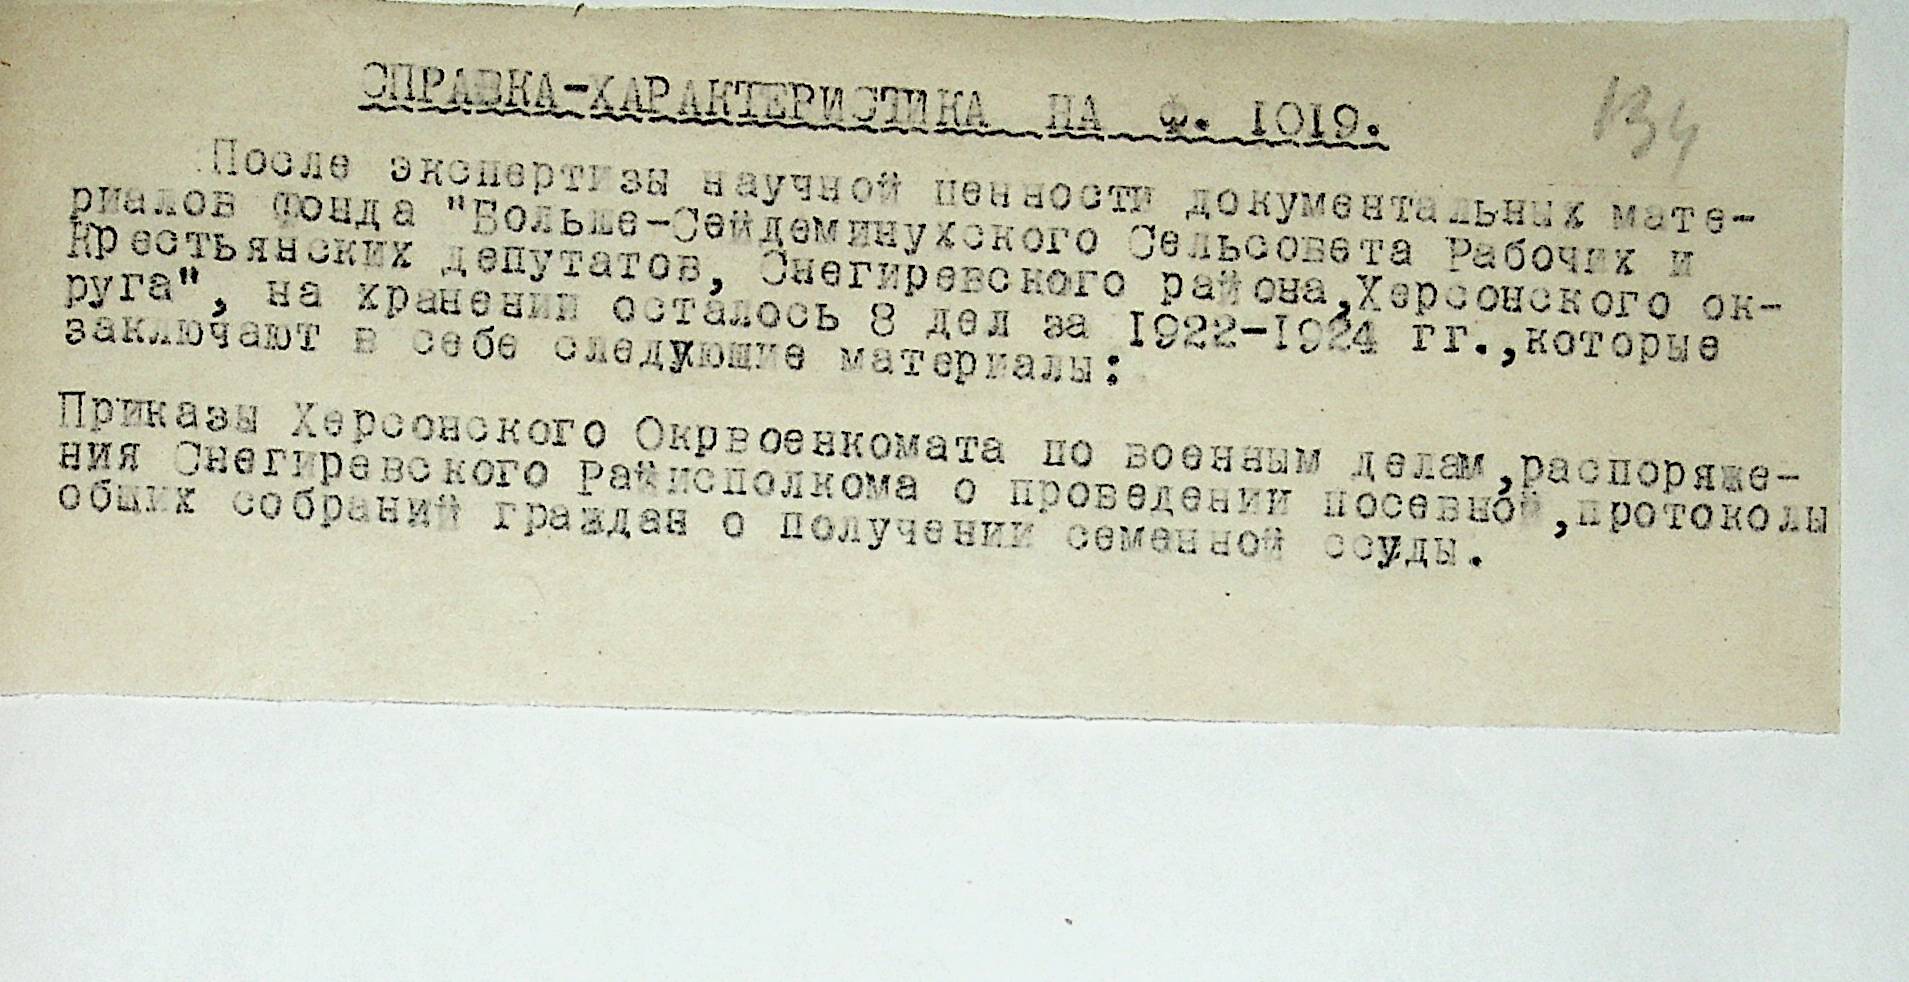 СПРАВКА-ХАРАКТЕРИСТИКА НА Ф. 1019.
134
После экспертизы научной ценности документальных мате-
риалов фонда "Больше-Сейдеминухского Сельсовета Рабочих и
Крестьянских депутатов, Снегиревского района,Херсонского ок-
руга", на хранении осталось 8 дел за 1922-1924 гг.,которые
заключают в себе следующие материалы:
Приказы Херсонского Окрвоенкомата по военным делам,распоряже-
ния Снегиревского Райисполкома о проведении посевной,протоколы
общих собраний граждан о получении семенной ссуды.